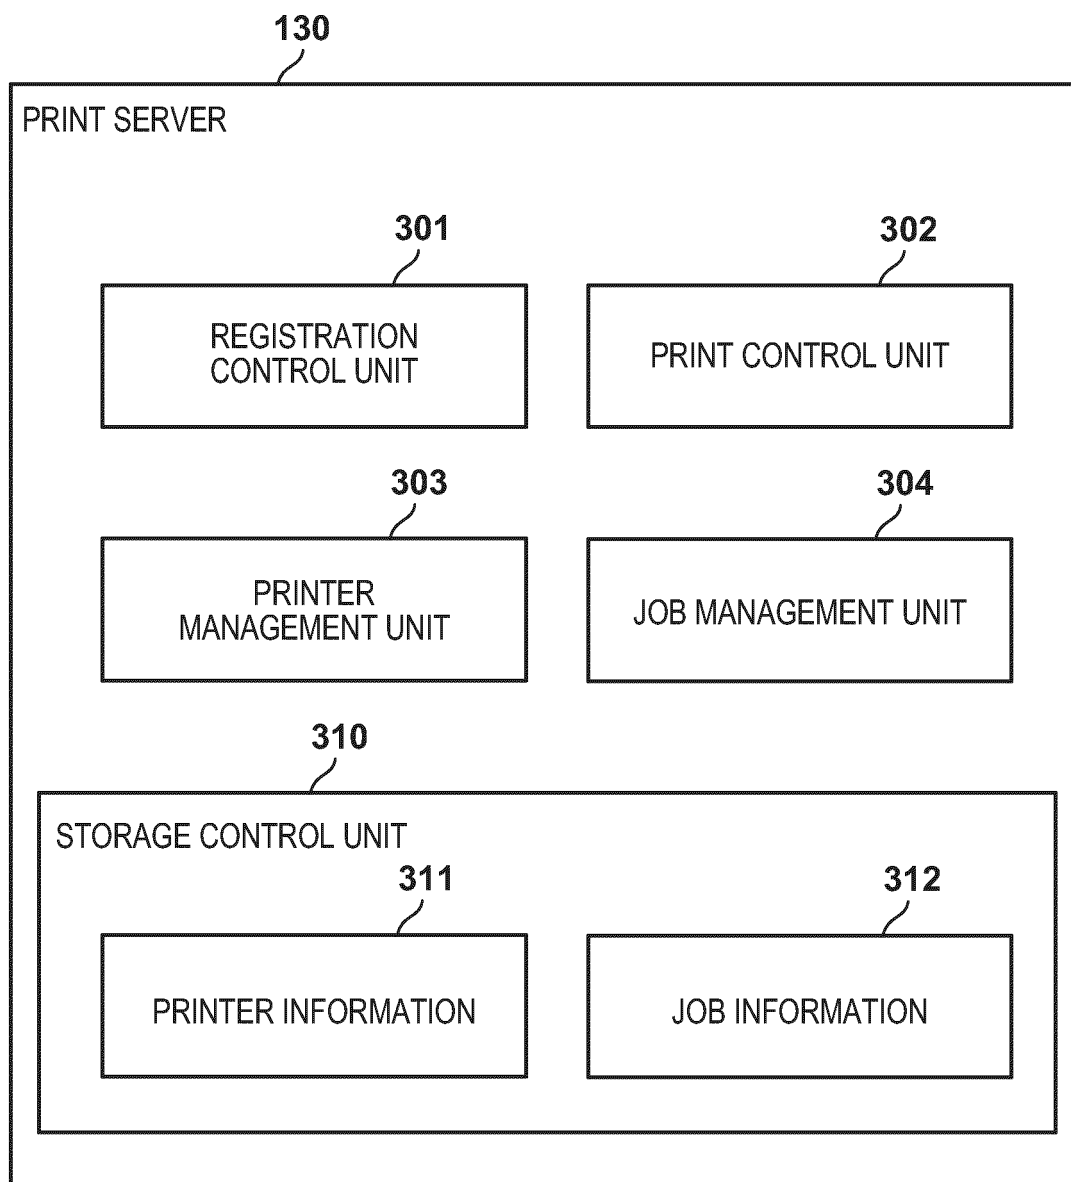 130
PRINT SERVER
301
302
REGISTRATION
CONTROL UNIT
PRINT CONTROL UNIT
303
304
PRINTER
MANAGEMENT UNIT
JOB MANAGEMENT UNIT
310
STORAGE CONTROL UNIT
311
312
PRINTER INFORMATION
JOB INFORMATION